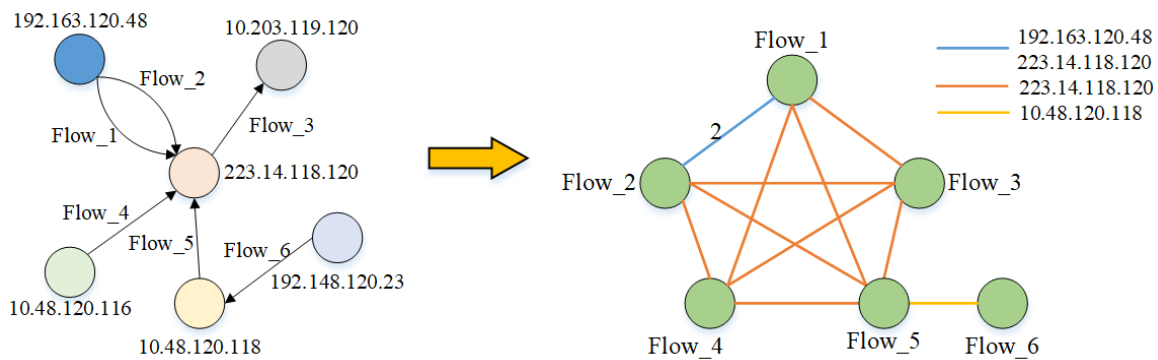 192.163.120.48
10.203.119.120
Flow_2
Flow_1
Flow_3
223.14.118.120
Flow_4
Flow_5
Flow_6
192.148.120.23
10.48.120.116
10.48.120.118
Flow_1
2
Flow_2
Flow_3
Flow_4
Flow_5
Flow_6
192.163.120.48
223.14.118.120
223.14.118.120
10.48.120.118